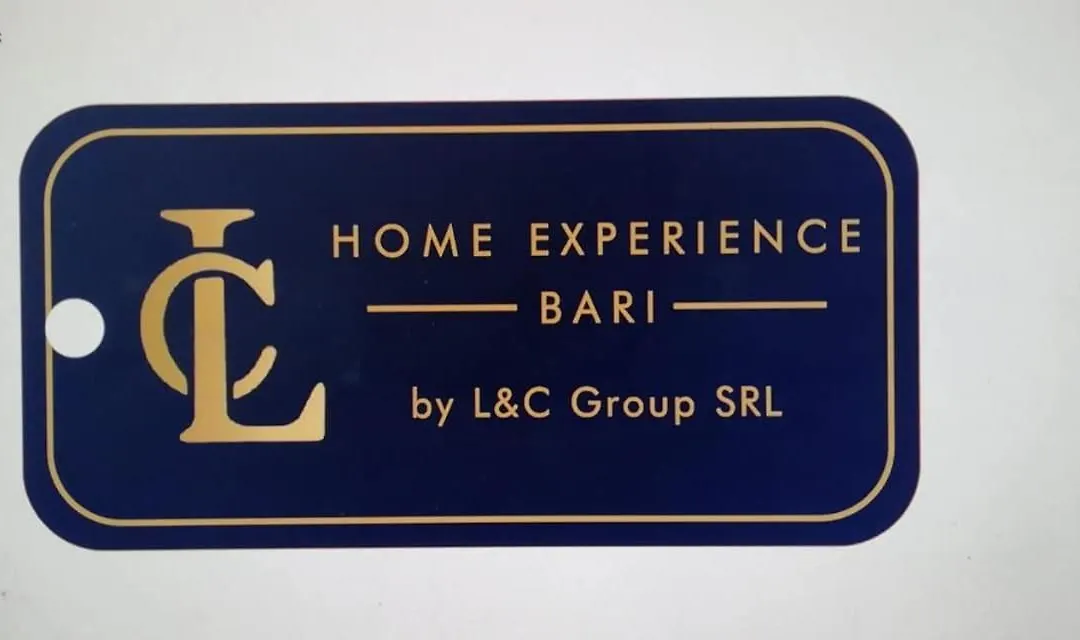 LC
HOME EXPERIENCE
BARI
by L&C Group SRL